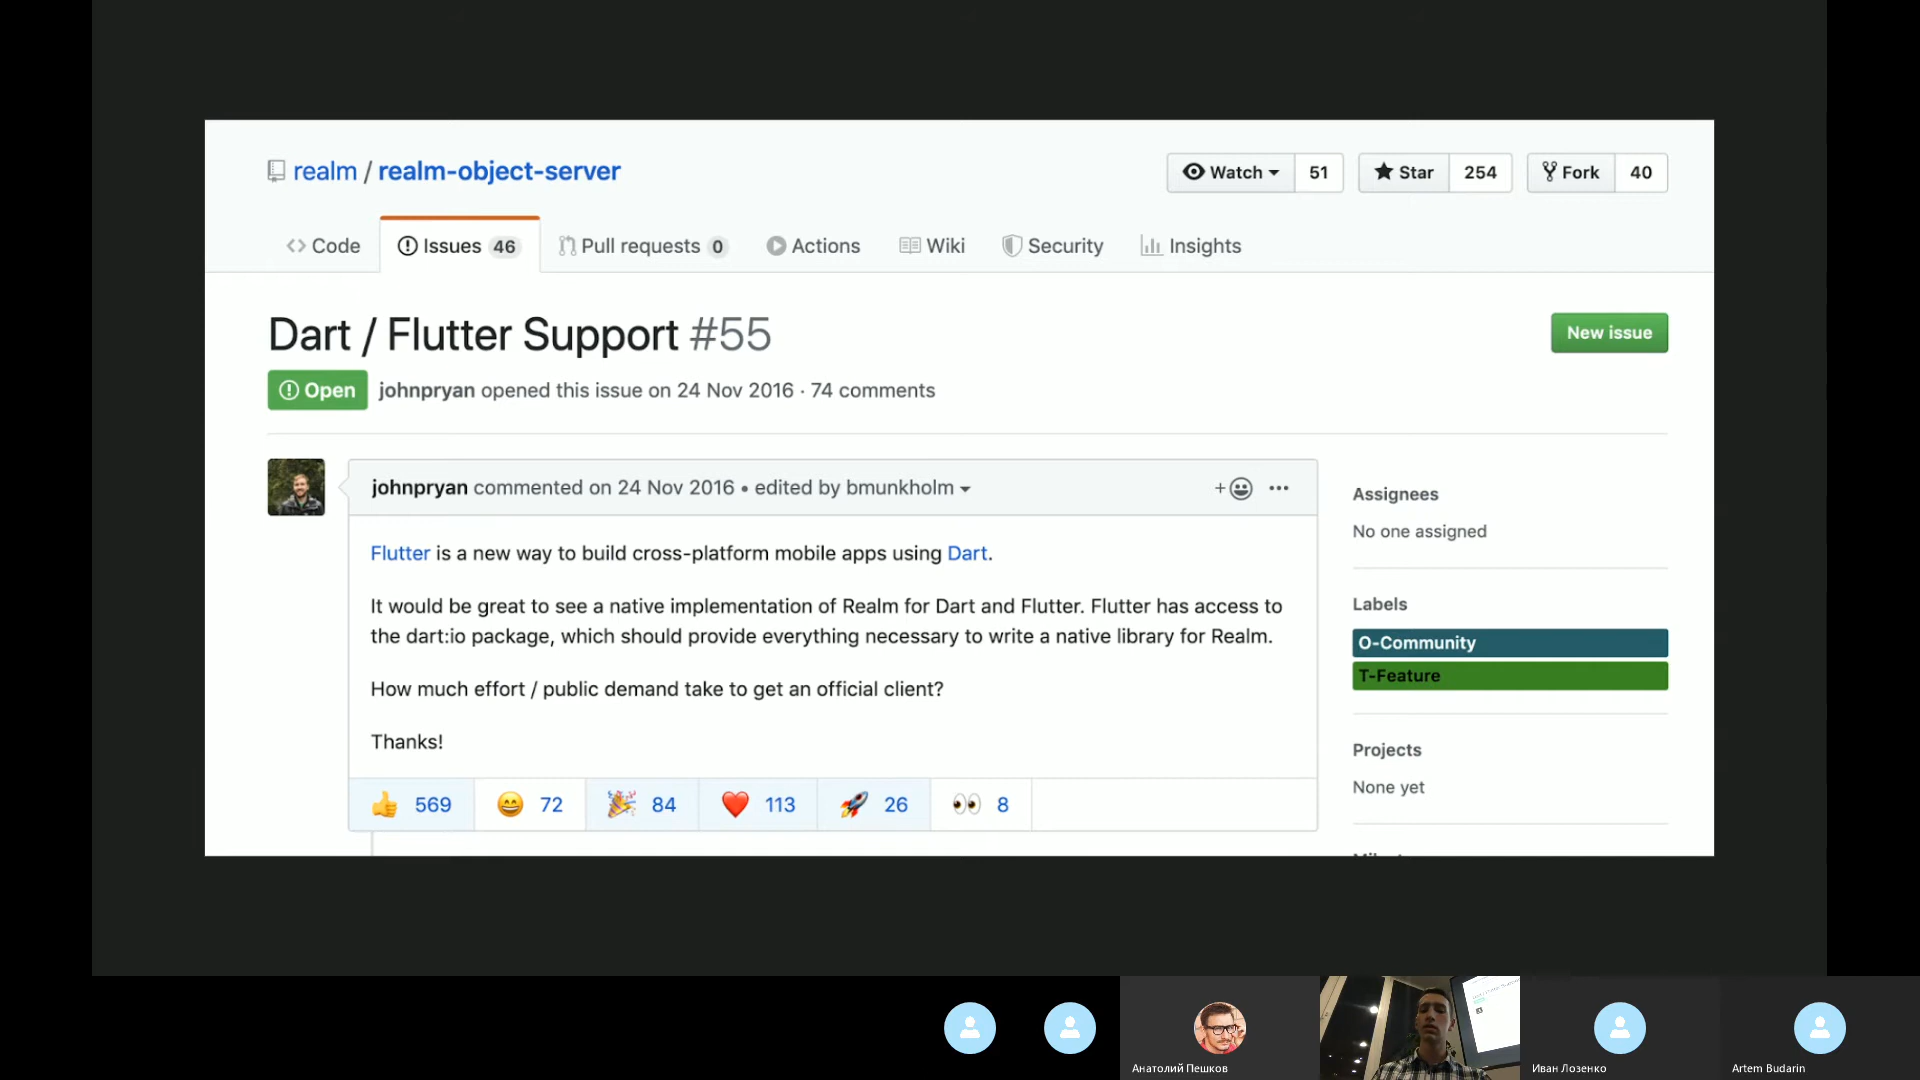 realm / realm-object-server
Watch 51 Star 254 Fork 40
Code Issues 46 Pull requests 0 Actions Wiki Security Insights
Dart / Flutter Support #55
New issue
Open johnpryan opened this issue on 24 Nov 2016 · 74 comments
johnpryan commented on 24 Nov 2016 • edited by bmunkholm
Flutter is a new way to build cross-platform mobile apps using Dart.
It would be great to see a native implementation of Realm for Dart and Flutter. Flutter has access to
the dart:io package, which should provide everything necessary to write a native library for Realm.
How much effort / public demand take to get an official client?
Thanks!
569 72 84 113 26 8
Assignees
No one assigned
Labels
O-Community
T-Feature
Projects
None yet
Анатолий Пешков
Иван Лозенко
Artem Budarin